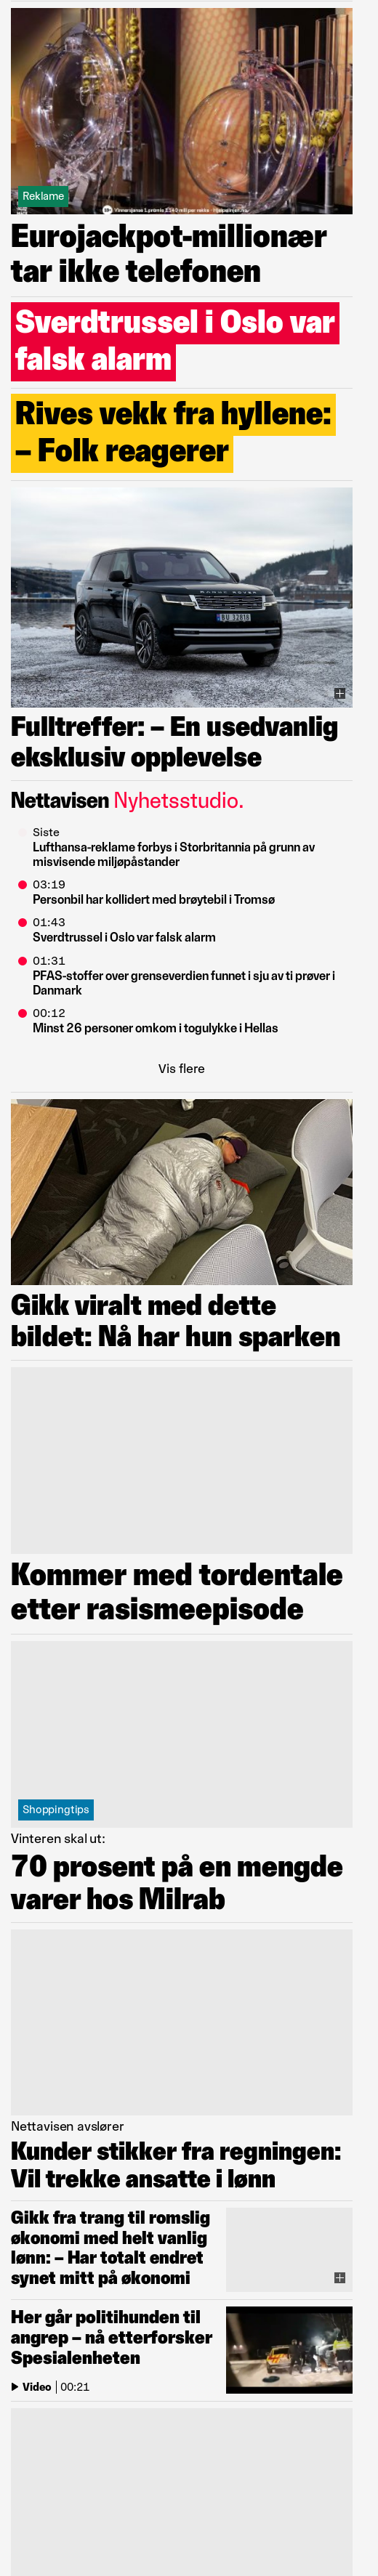 Reklame
Eurojackpot-millionær
tar ikke telefonen
Sverdtrussel i Oslo var
falsk alarm
Rives vekk fra hyllene:
– Folk reagerer
RANGE ROVER
Fulltreffer: – En usedvanlig
eksklusiv opplevelse
Nettavisen Nyhetsstudio.
Siste
Lufthansa-reklame forbys i Storbritannia på grunn av
misvisende miljøpåstander
03:19
Personbil har kollidert med brøytebil i Tromsø
01:43
Sverdtrussel i Oslo var falsk alarm
01:31
PFAS-stoffer over grenseverdien funnet i sju av ti prøver i
Danmark
00:12
Minst 26 personer omkom i togulykke i Hellas
Vis flere
Gikk viralt med dette
bildet: Nå har hun sparken
Kommer med tordentale
etter rasismeepisode
Shoppingtips
Vinteren skal ut:
70 prosent på en mengde
varer hos Milrab
Nettavisen avslører
Kunder stikker fra regningen:
Vil trekke ansatte i lønn
Gikk fra trang til romslig
økonomi med helt vanlig
lønn: – Har totalt endret
synet mitt på økonomi
Her går politihunden til
angrep – nå etterforsker
Spesialenheten
Video | 00:21